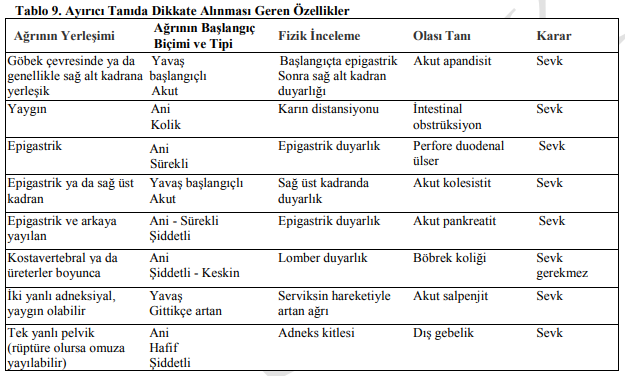 Tablo 9. Ayırıcı Tanıda Dikkate Alınması Geren Özellikler
Ağrının Yerleşimi Ağrının Başlangıç Biçimi ve Tipi Fizik İnceleme Olası Tanı Karar
Göbek çevresinde ya da Yavaş Başlangıçta epigastrik Akut apandisit Sevk
genellikle sağ alt kadrana başlangıçlı Sonra sağ alt kadran
yerleşik Akut duyarlığı
Yaygın Ani Karın distansiyonu İntestinal Sevk
Kolik obstrüksiyon
Epigastrik Ani Epigastrik duyarlık Perfore duodenal Sevk
Sürekli ülser
Epigastrik ya da sağ üst Yavaş başlangıçlı Sağ üst kadranda Akut kolesistit Sevk
kadran Akut duyarlık
Epigastrik ve arkaya Ani - Sürekli Epigastrik duyarlık Akut pankreatit Sevk
yayılan Şiddetli
Kostavertebral ya da Ani Lomber duyarlık Böbrek koliği Sevk
üreterler boyunca Şiddetli - Keskin gerekmez
İki yanlı adneksiyal, Yavaş Serviksin hareketiyle Akut salpenjit Sevk
yaygın olabilir Gittikçe artan artan ağrı
Tek yanlı pelvik Ani Adneks kitlesi Dış gebelik Sevk
(rüptüre olursa omuza Hafif
yayılabilir) Şiddetli